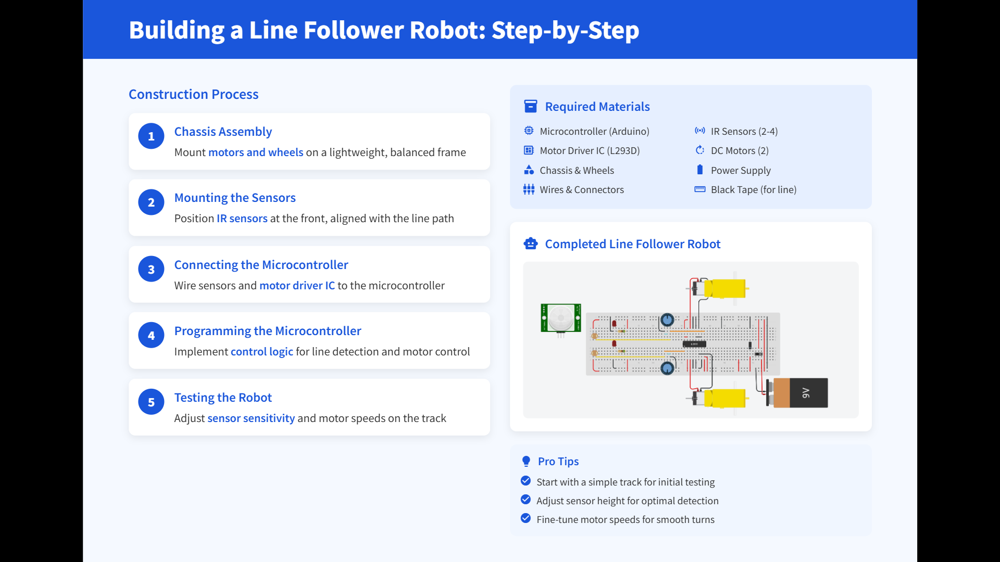 Building a Line Follower Robot: Step-by-Step
Construction Process
1
Chassis Assembly
Mount motors and wheels on a lightweight, balanced frame
2
Mounting the Sensors
Position IR sensors at the front, aligned with the line path
3
Connecting the Microcontroller
Wire sensors and motor driver IC to the microcontroller
4
Programming the Microcontroller
Implement control logic for line detection and motor control
5
Testing the Robot
Adjust sensor sensitivity and motor speeds on the track
Required Materials
Microcontroller (Arduino)
IR Sensors (2-4)
Motor Driver IC (L293D)
DC Motors (2)
Chassis & Wheels
Power Supply
Wires & Connectors
Black Tape (for line)
Completed Line Follower Robot
9V
Pro Tips
Start with a simple track for initial testing
Adjust sensor height for optimal detection
Fine-tune motor speeds for smooth turns